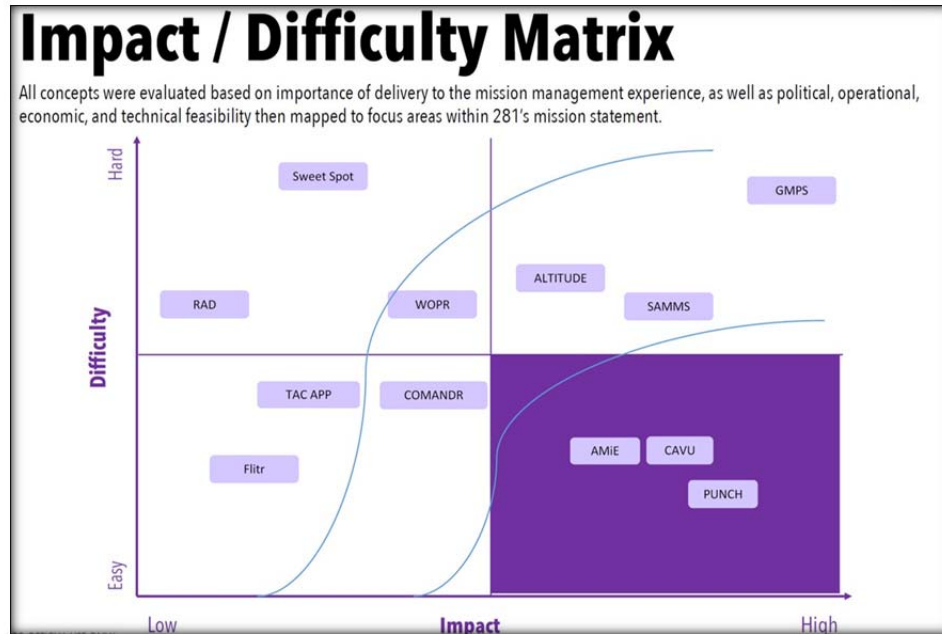 Impact / Difficulty Matrix
All concepts were evaluated based on importance of delivery to the mission management experience, as well as political, operational,
economic, and technical feasibility then mapped to focus areas within 281's mission statement.
Hard
Sweet Spot
GMPS
ALTITUDE
RAD
WOPR
SAMMS
Difficulty
TAC APP
COMANDR
AMiE
CAVU
Flitr
PUNCH
Easy
Low
Impact
High